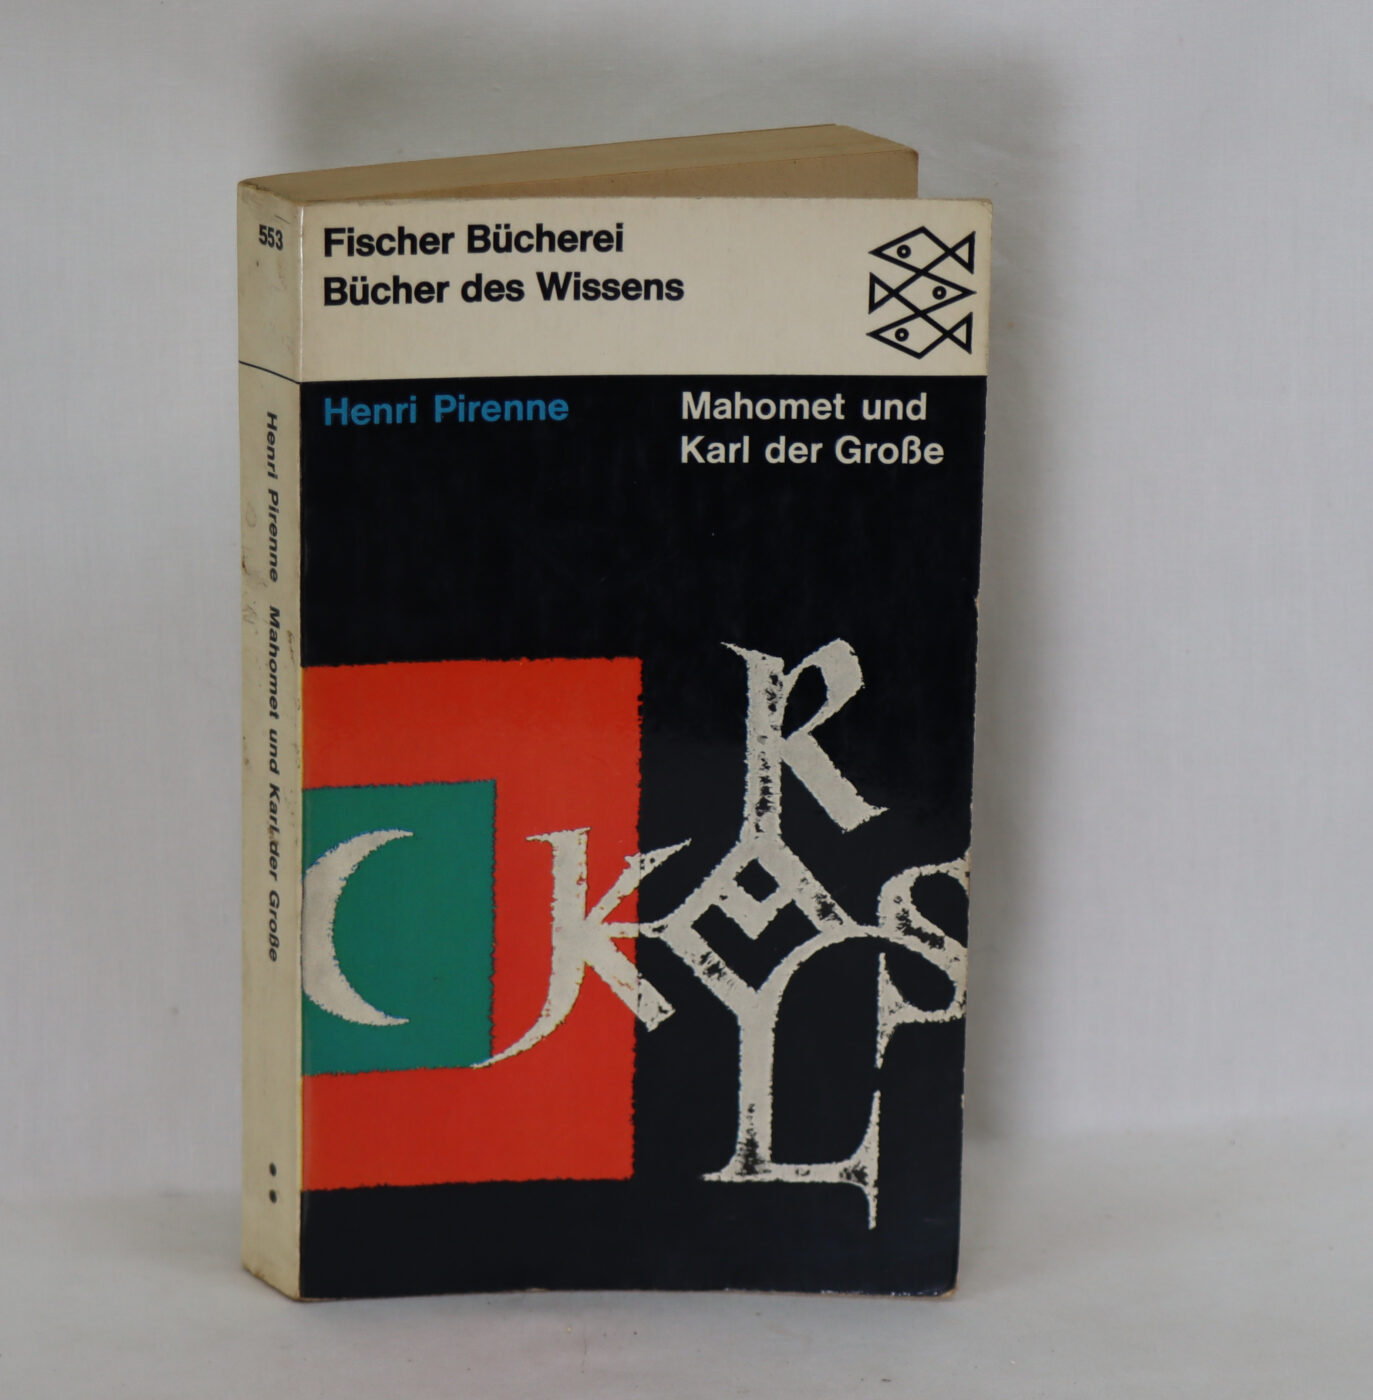 553
Henri Pirenne Mahomet und Karl der Große
Fischer Bücherei
Bücher des Wissens
Henri Pirenne
Mahomet und
Karl der Große
R
K S
L